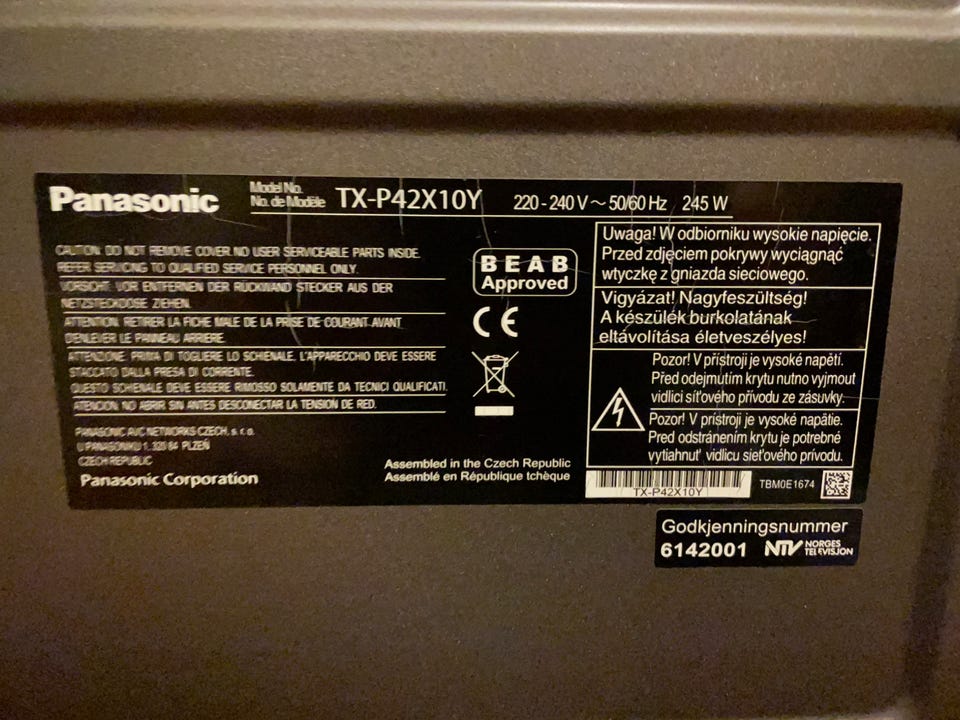 Panasonic
Model No.
No. de Modèle
TX-P42X10Y
220 - 240 V ~ 50/60 Hz 245 W
CAUTION: DO NOT REMOVE COVER NO USER SERVICEABLE PARTS INSIDE.
REFER SERVICING TO QUALIFIED SERVICE PERSONNEL ONLY.
VORSICHT: VOR ENTFERNEN DER RÜCKWAND STECKER AUS DER
NETZSTECKDOSE ZIEHEN.
ATTENTION: RETIRER LA FICHE MALE DE LA PRISE DE COURANT AVANT
D'ENLEVER LE PANNEAU ARRIERE.
ATTENZIONE: PRIMA DI TOGLIERE LO SCHIENALE, L'APPARECCHIO DEVE ESSERE
STACCATO DALLA PRESA DI CORRENTE.
QUESTO SCHIENALE DEVE ESSERE RIMOSSO SOLAMENTE DA TECNICI QUALIFICATI.
ATENCION: NO ABRIR SIN ANTES DESCONECTAR LA TENSION DE RED.
PANASONIC AVC NETWORKS CZECH, s. r. o.
U PANASONIKU 1, 320 84 PLZEŇ
CZECH REPUBLIC
Panasonic Corporation
BEAB
Approved
CE
Assembled in the Czech Republic
Assemblé en République tchèque
Uwaga! W odbiorniku wysokie napięcie.
Przed zdjęciem pokrywy wyciągnąć
wtyczkę z gniazda sieciowego.
Vigyázat! Nagyfeszültség!
A készülék burkolatának
eltávolítása életveszélyes!
Pozor! V přístroji je vysoké napětí.
Před odejmutím krytu nutno vyjmout
vidlici síťového přívodu ze zásuvky.
Pozor! V prístroji je vysoké napätie.
Pred odstránením krytu je potrebné
vytiahnuť vidlicu sieťového prívodu.
TX-P42X10Y
TBM0E1674
Godkjenningsnummer
6142001 NTV NORGES
TELEVISJON